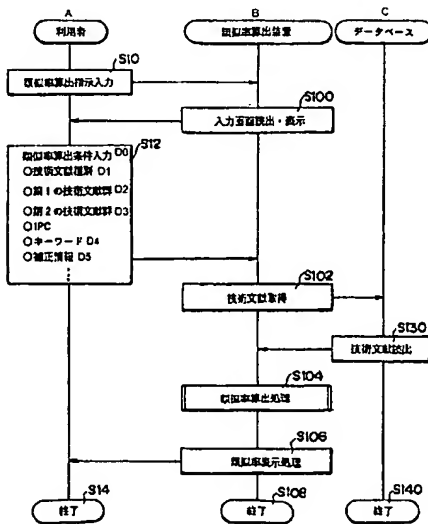 A
B
C
利用者
類似率算出装置
データベース
S10
類似率算出指示入力
S100
入力画面読出・表示
S12
類似率算出条件入力 D0
○技術文献種別 D1
○第1の技術文献群 D2
○第2の技術文献群 D3
○IPC
○キーワード D4
○補正情報 D5
S102
技術文献取得
S130
技術文献読出
S104
類似率算出処理
S106
類似率表示処理
S14
終了
S108
終了
S140
終了